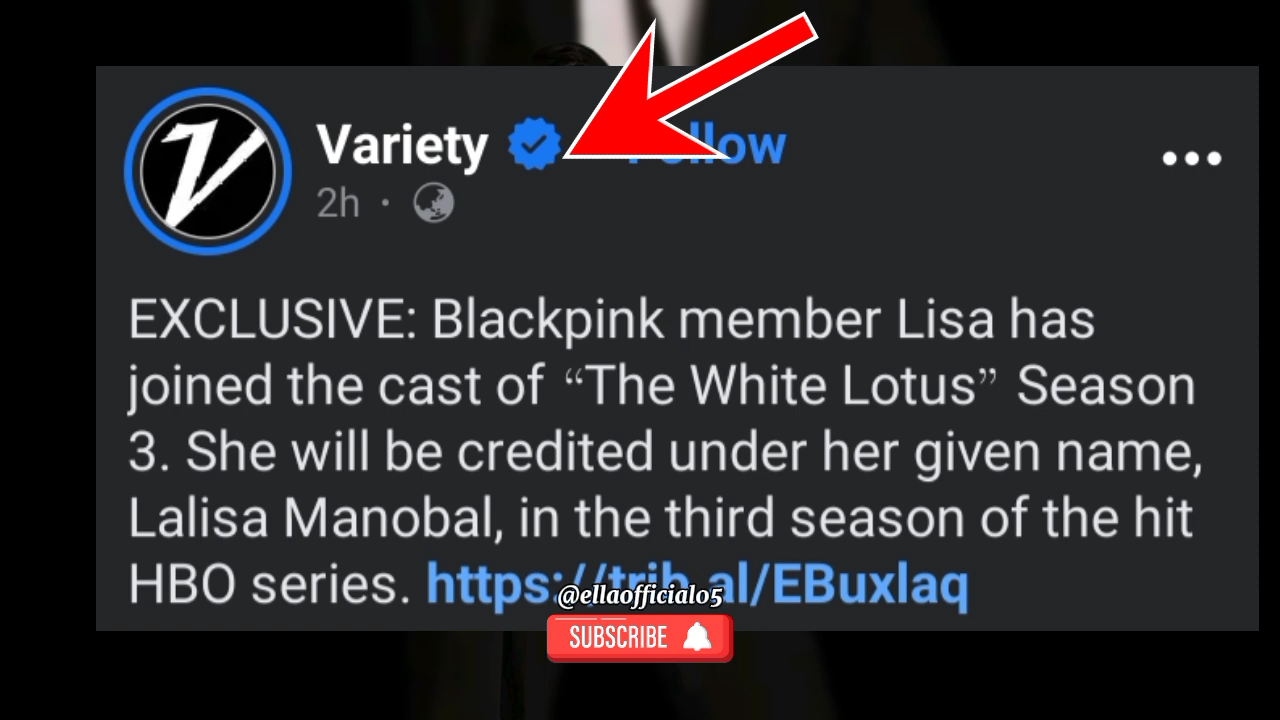 Variety
Follow
2h ·
EXCLUSIVE: Blackpink member Lisa has
joined the cast of “The White Lotus” Season
3. She will be credited under her given name,
Lalisa Manobal, in the third season of the hit
HBO series. https://trib.al/EBuxlaq
@ellaofficial05
SUBSCRIBE